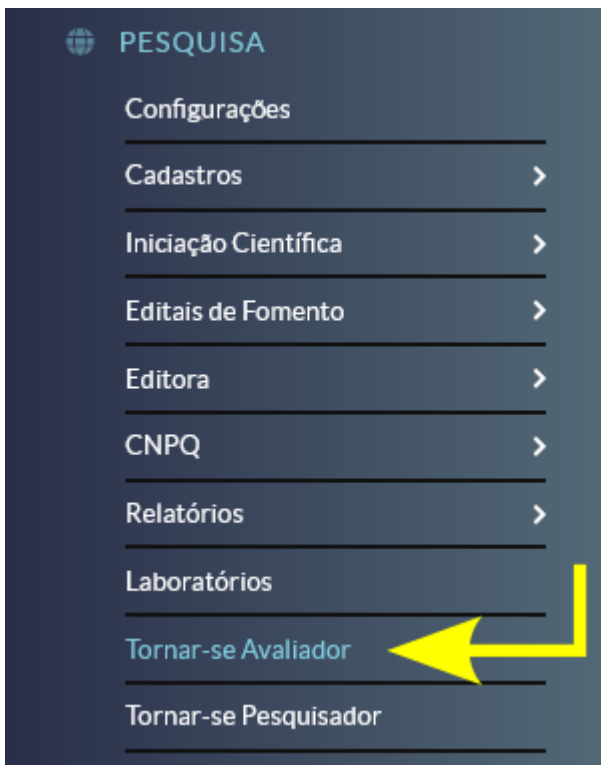 PESQUISA
Configurações
Cadastros
Iniciação Científica
Editais de Fomento
Editora
CNPQ
Relatórios
Laboratórios
Tornar-se Avaliador
Tornar-se Pesquisador